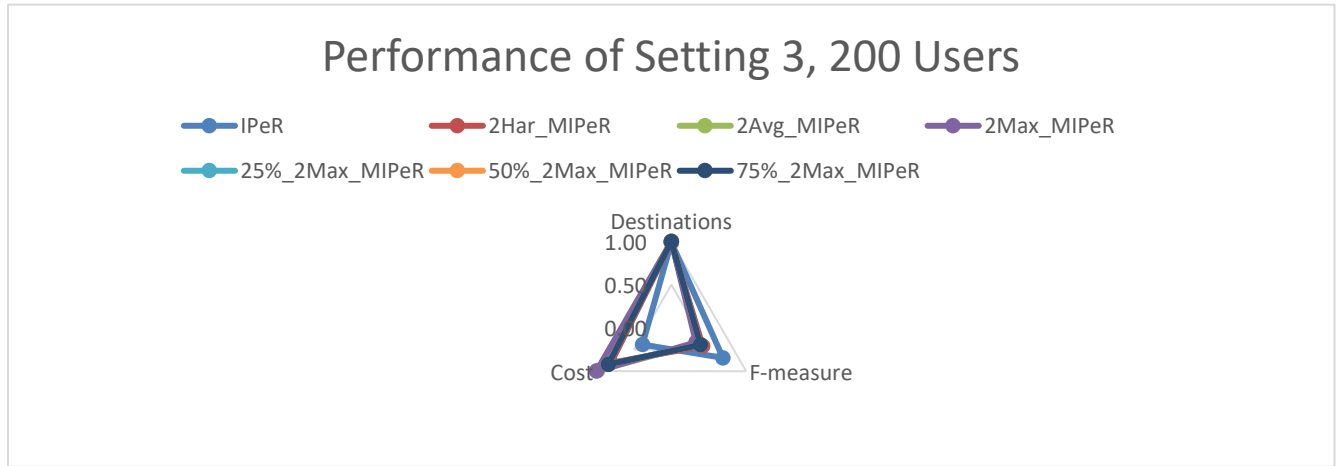 Performance of Setting 3, 200 Users
IPeR 2Har_MIPeR 2Avg_MIPeR 2Max_MIPeR
25%_2Max_MIPeR 50%_2Max_MIPeR 75%_2Max_MIPeR
Destinations
1.00
0.50
0.00
Cost F-measure